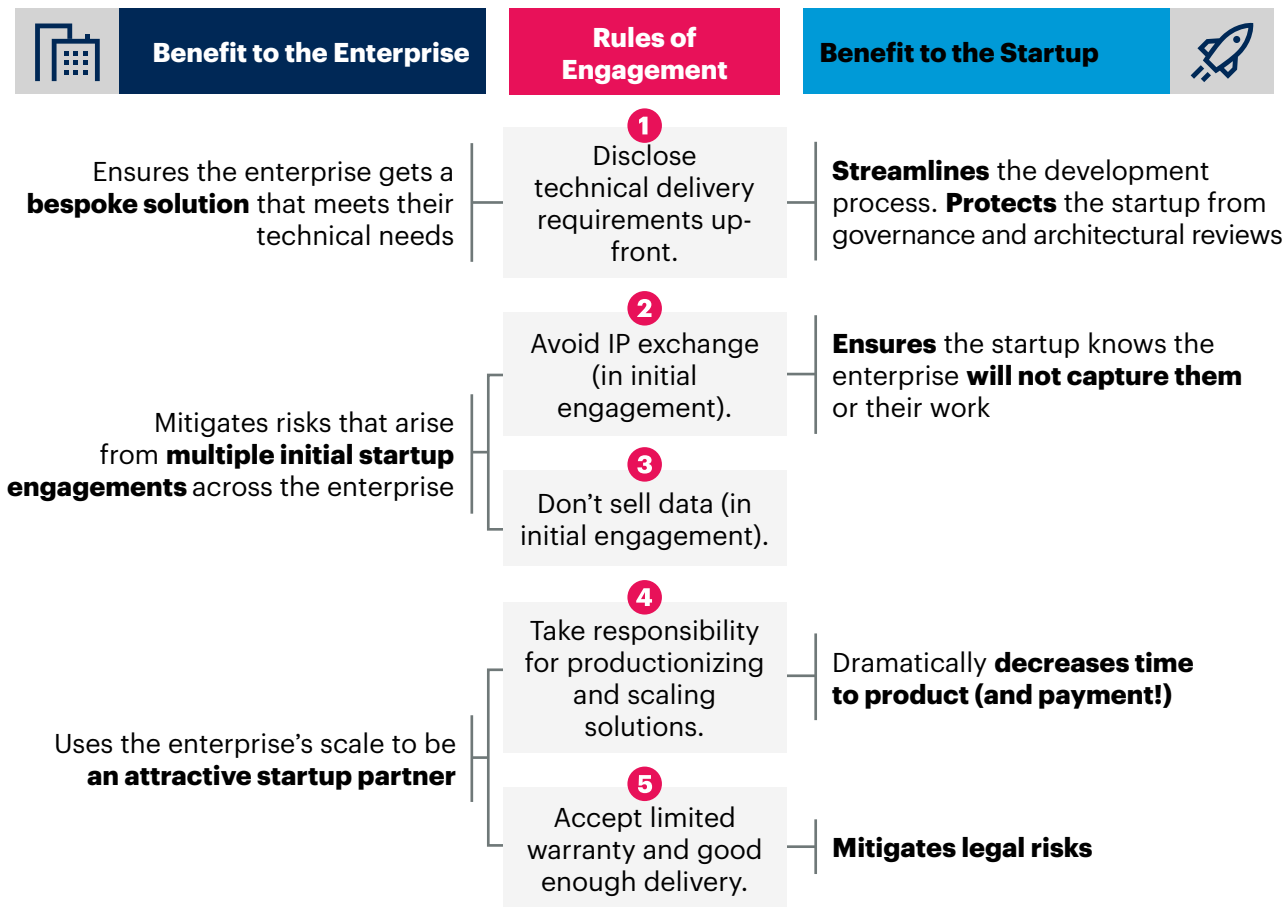 Benefit to the Enterprise
Rules of
Engagement
Benefit to the Startup
Ensures the enterprise gets a
bespoke solution that meets their
technical needs
1
Disclose
technical delivery
requirements up-
front.
Streamlines the development
process. Protects the startup from
governance and architectural reviews
Mitigates risks that arise
from multiple initial startup
engagements across the enterprise
2
Avoid IP exchange
(in initial
engagement).
Ensures the startup knows the
enterprise will not capture them
or their work
3
Don’t sell data (in
initial engagement).
Uses the enterprise’s scale to be
an attractive startup partner
4
Take responsibility
for productionizing
and scaling
solutions.
Dramatically decreases time
to product (and payment!)
5
Accept limited
warranty and good
enough delivery.
Mitigates legal risks